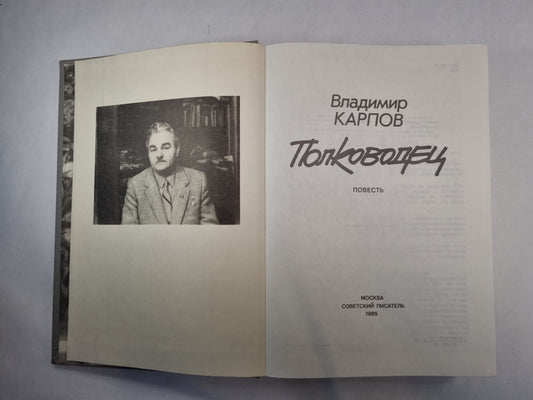 Владимир
КАРПОВ
Полководец
ПОВЕСТЬ
МОСКВА
СОВЕТСКИЙ ПИСАТЕЛЬ
1985